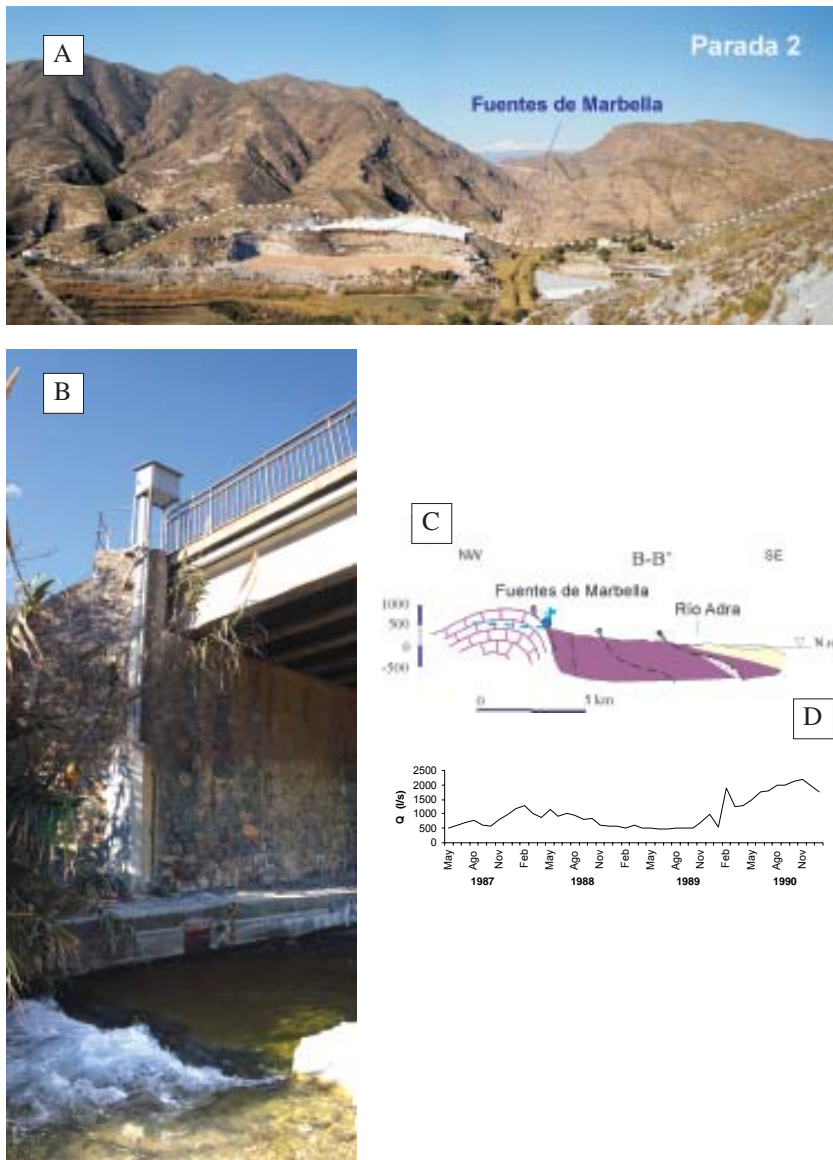 A
Parada 2
Fuentes de Marbella
B
C
NW
B-B'
SE
Fuentes de Marbella
Río Adra
1000
500
0
-500
0
5 km
D
2500
2000
1500
1000
500
0
Q (l/s)
May
Ago
Nov
Feb
May
Ago
Nov
Feb
May
Ago
Nov
Feb
May
Ago
Nov
1987
1988
1989
1990